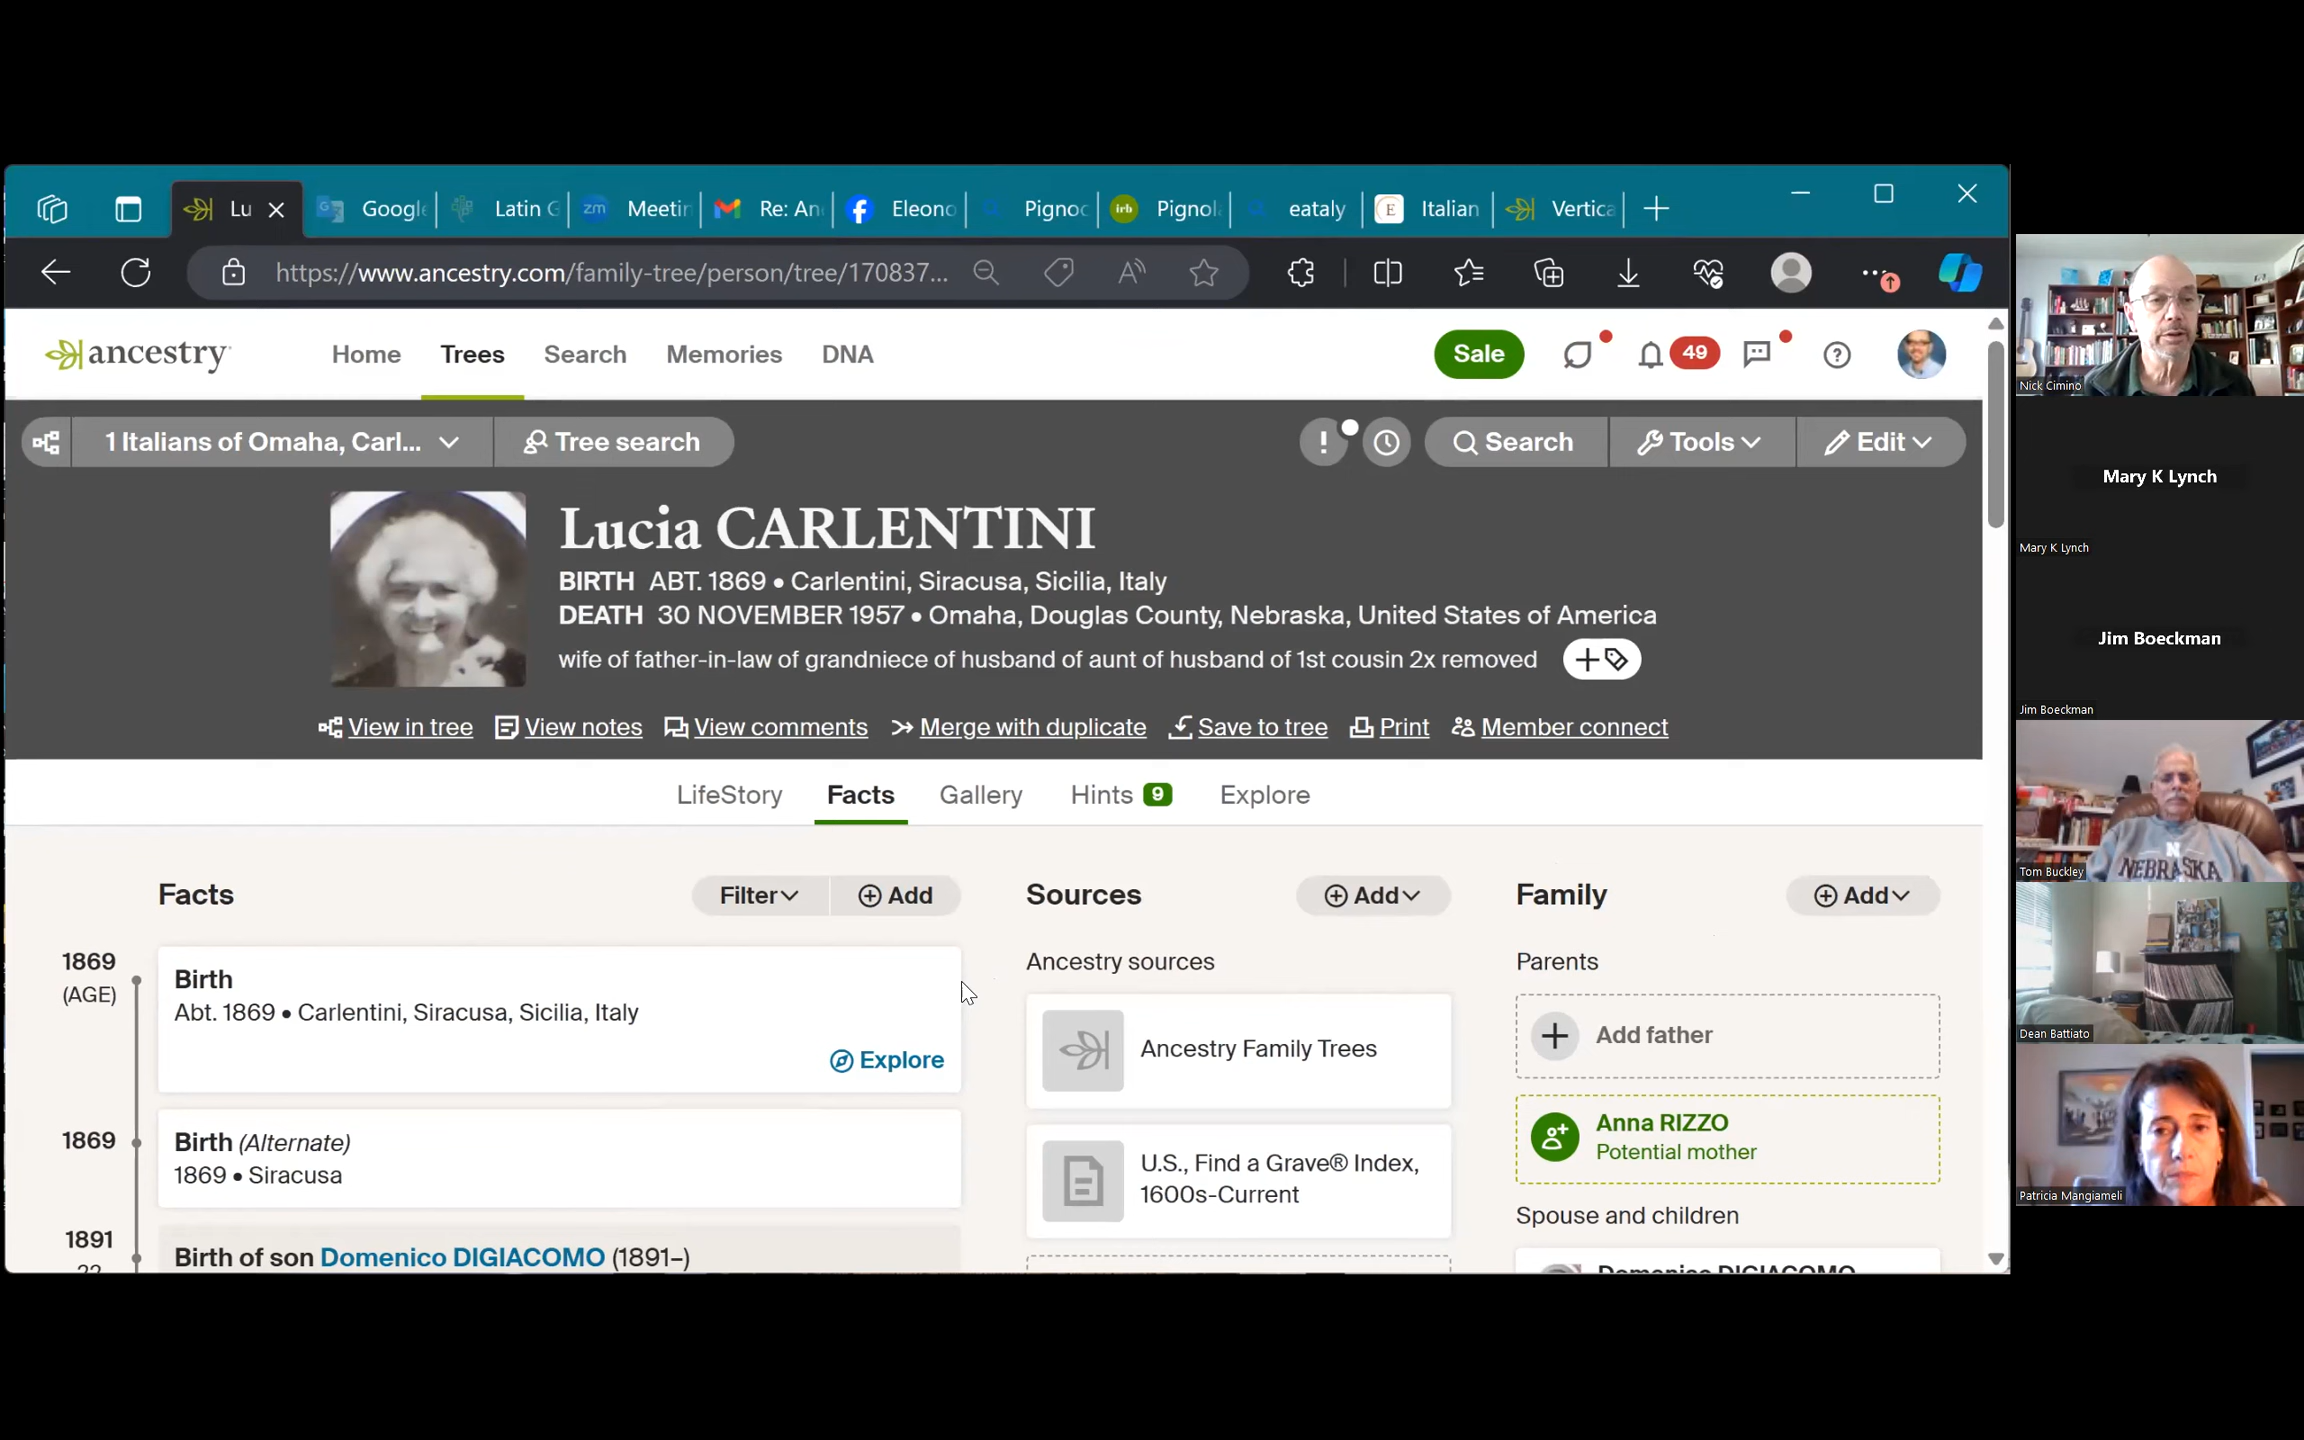 Lu
Google
Latin G
zm
Meetin
Re: An
Eleono
Pignoc
irb
Pignol
eataly
E
Italian
Vertica
https://www.ancestry.com/family-tree/person/tree/170837...
ancestry
Home
Trees
Search
Memories
DNA
Sale
49
1 Italians of Omaha, Carl...
Tree search
Search
Tools
Edit
Lucia CARLENTINI
BIRTH ABT. 1869 • Carlentini, Siracusa, Sicilia, Italy
DEATH 30 NOVEMBER 1957 • Omaha, Douglas County, Nebraska, United States of America
wife of father-in-law of grandniece of husband of aunt of husband of 1st cousin 2x removed
View in tree
View notes
View comments
Merge with duplicate
Save to tree
Print
Member connect
LifeStory
Facts
Gallery
Hints 9
Explore
Facts
Filter
Add
1869
(AGE)
Birth
Abt. 1869 • Carlentini, Siracusa, Sicilia, Italy
Explore
1869
Birth (Alternate)
1869 • Siracusa
1891
22
Birth of son Domenico DIGIACOMO (1891–)
Sources
Add
Ancestry sources
Ancestry Family Trees
U.S., Find a Grave® Index,
1600s-Current
Family
Add
Parents
Add father
Anna RIZZO
Potential mother
Spouse and children
Domenico DIGIACOMO
Nick Cimino
Mary K Lynch
Mary K Lynch
Jim Boeckman
Jim Boeckman
N
NEBRASKA
Tom Buckley
Dean Battiato
Patricia Mangiameli